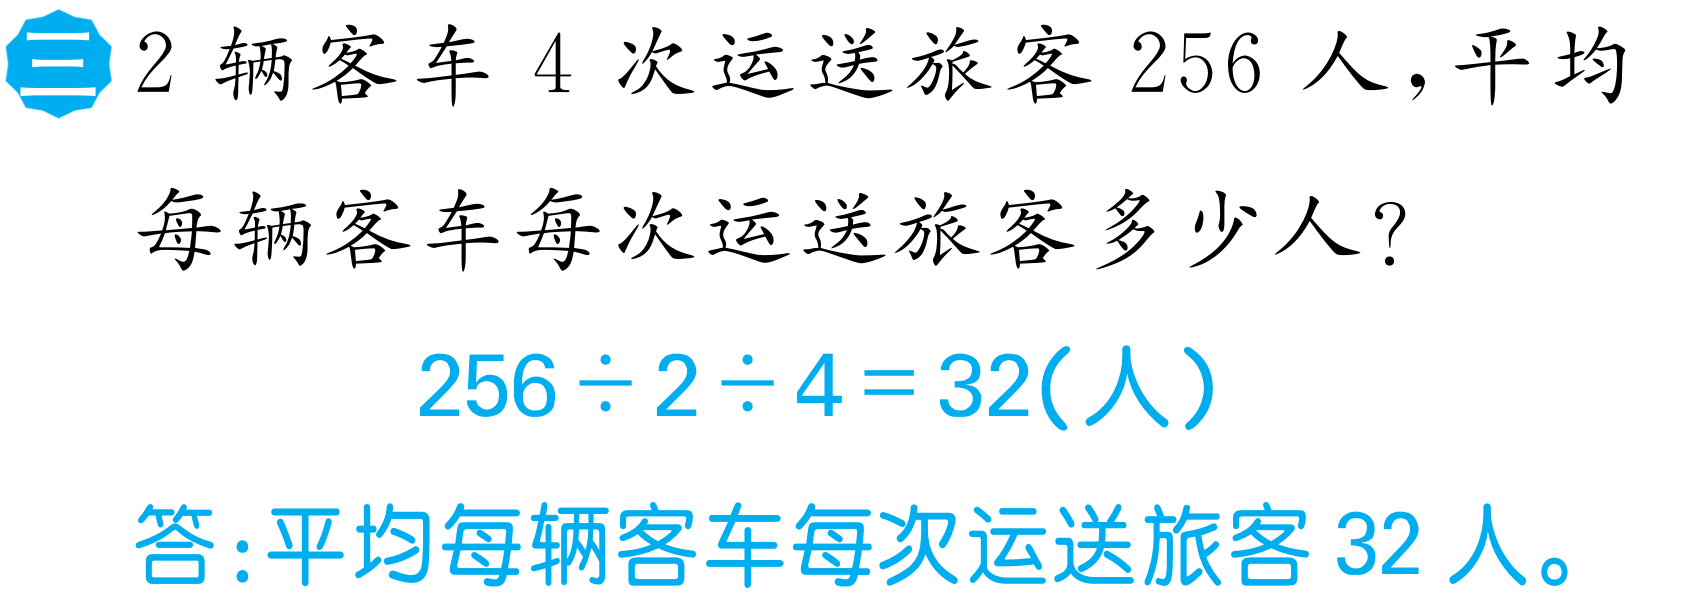 三 2 辆客车 4 次运送旅客 256 人,平均
每辆客车每次运送旅客多少人?
256÷2÷4=32(人)
答:平均每辆客车每次运送旅客 32 人。